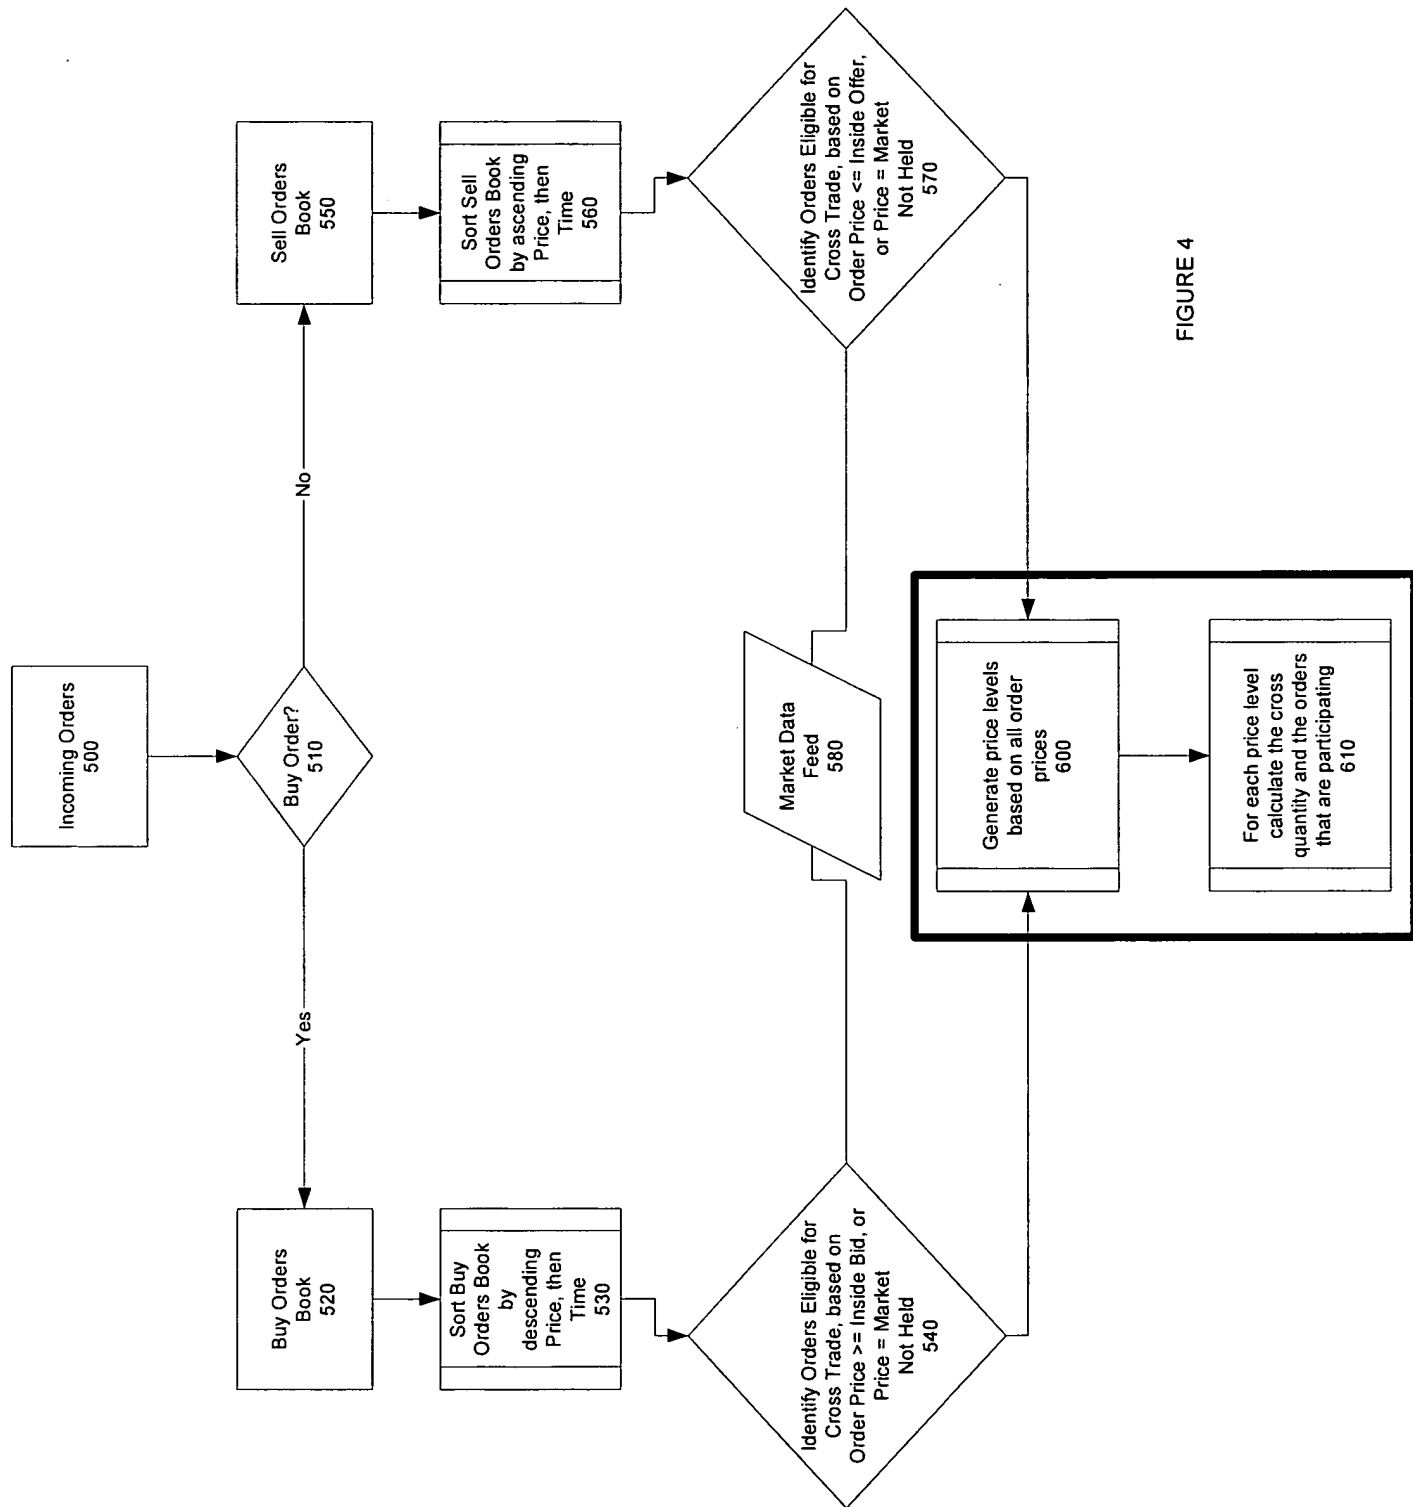 Incoming Orders
500
Buy Order?
510
Yes
No
Buy Orders
Book
520
Sell Orders
Book
550
Sort Buy
Orders Book
by
descending
Price, then
Time
530
Sort Sell
Orders Book
by ascending
Price, then
Time
560
Identify Orders Eligible for
Cross Trade, based on
Order Price >= Inside Bid, or
Price = Market
Not Held
540
Market Data
Feed
580
Identify Orders Eligible for
Cross Trade, based on
Order Price <= Inside Offer,
or Price = Market
Not Held
570
Generate price levels
based on all order
prices
600
For each price level
calculate the cross
quantity and the orders
that are participating
610
FIGURE 4